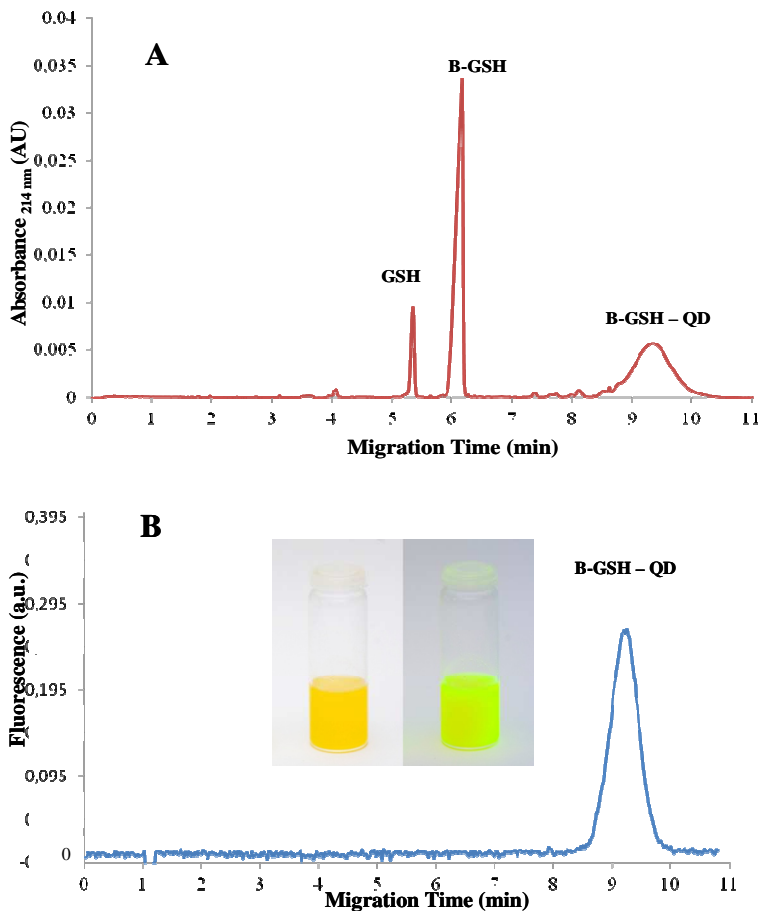 0.04
A
0,035
B-GSH
0,03
0,025
Absorbance 214 nm (AU)
0.02
0,015
GSH
0,01
B-GSH – QD
0,005
0
0 1 2 3 4 5 6 7 8 9 10 11
Migration Time (min)
0,395
B
B-GSH – QD
0,295
Fluorescence (a.u.)
0,195
0,095
0
0 1 2 3 4 5 6 7 8 9 10 11
Migration Time (min)